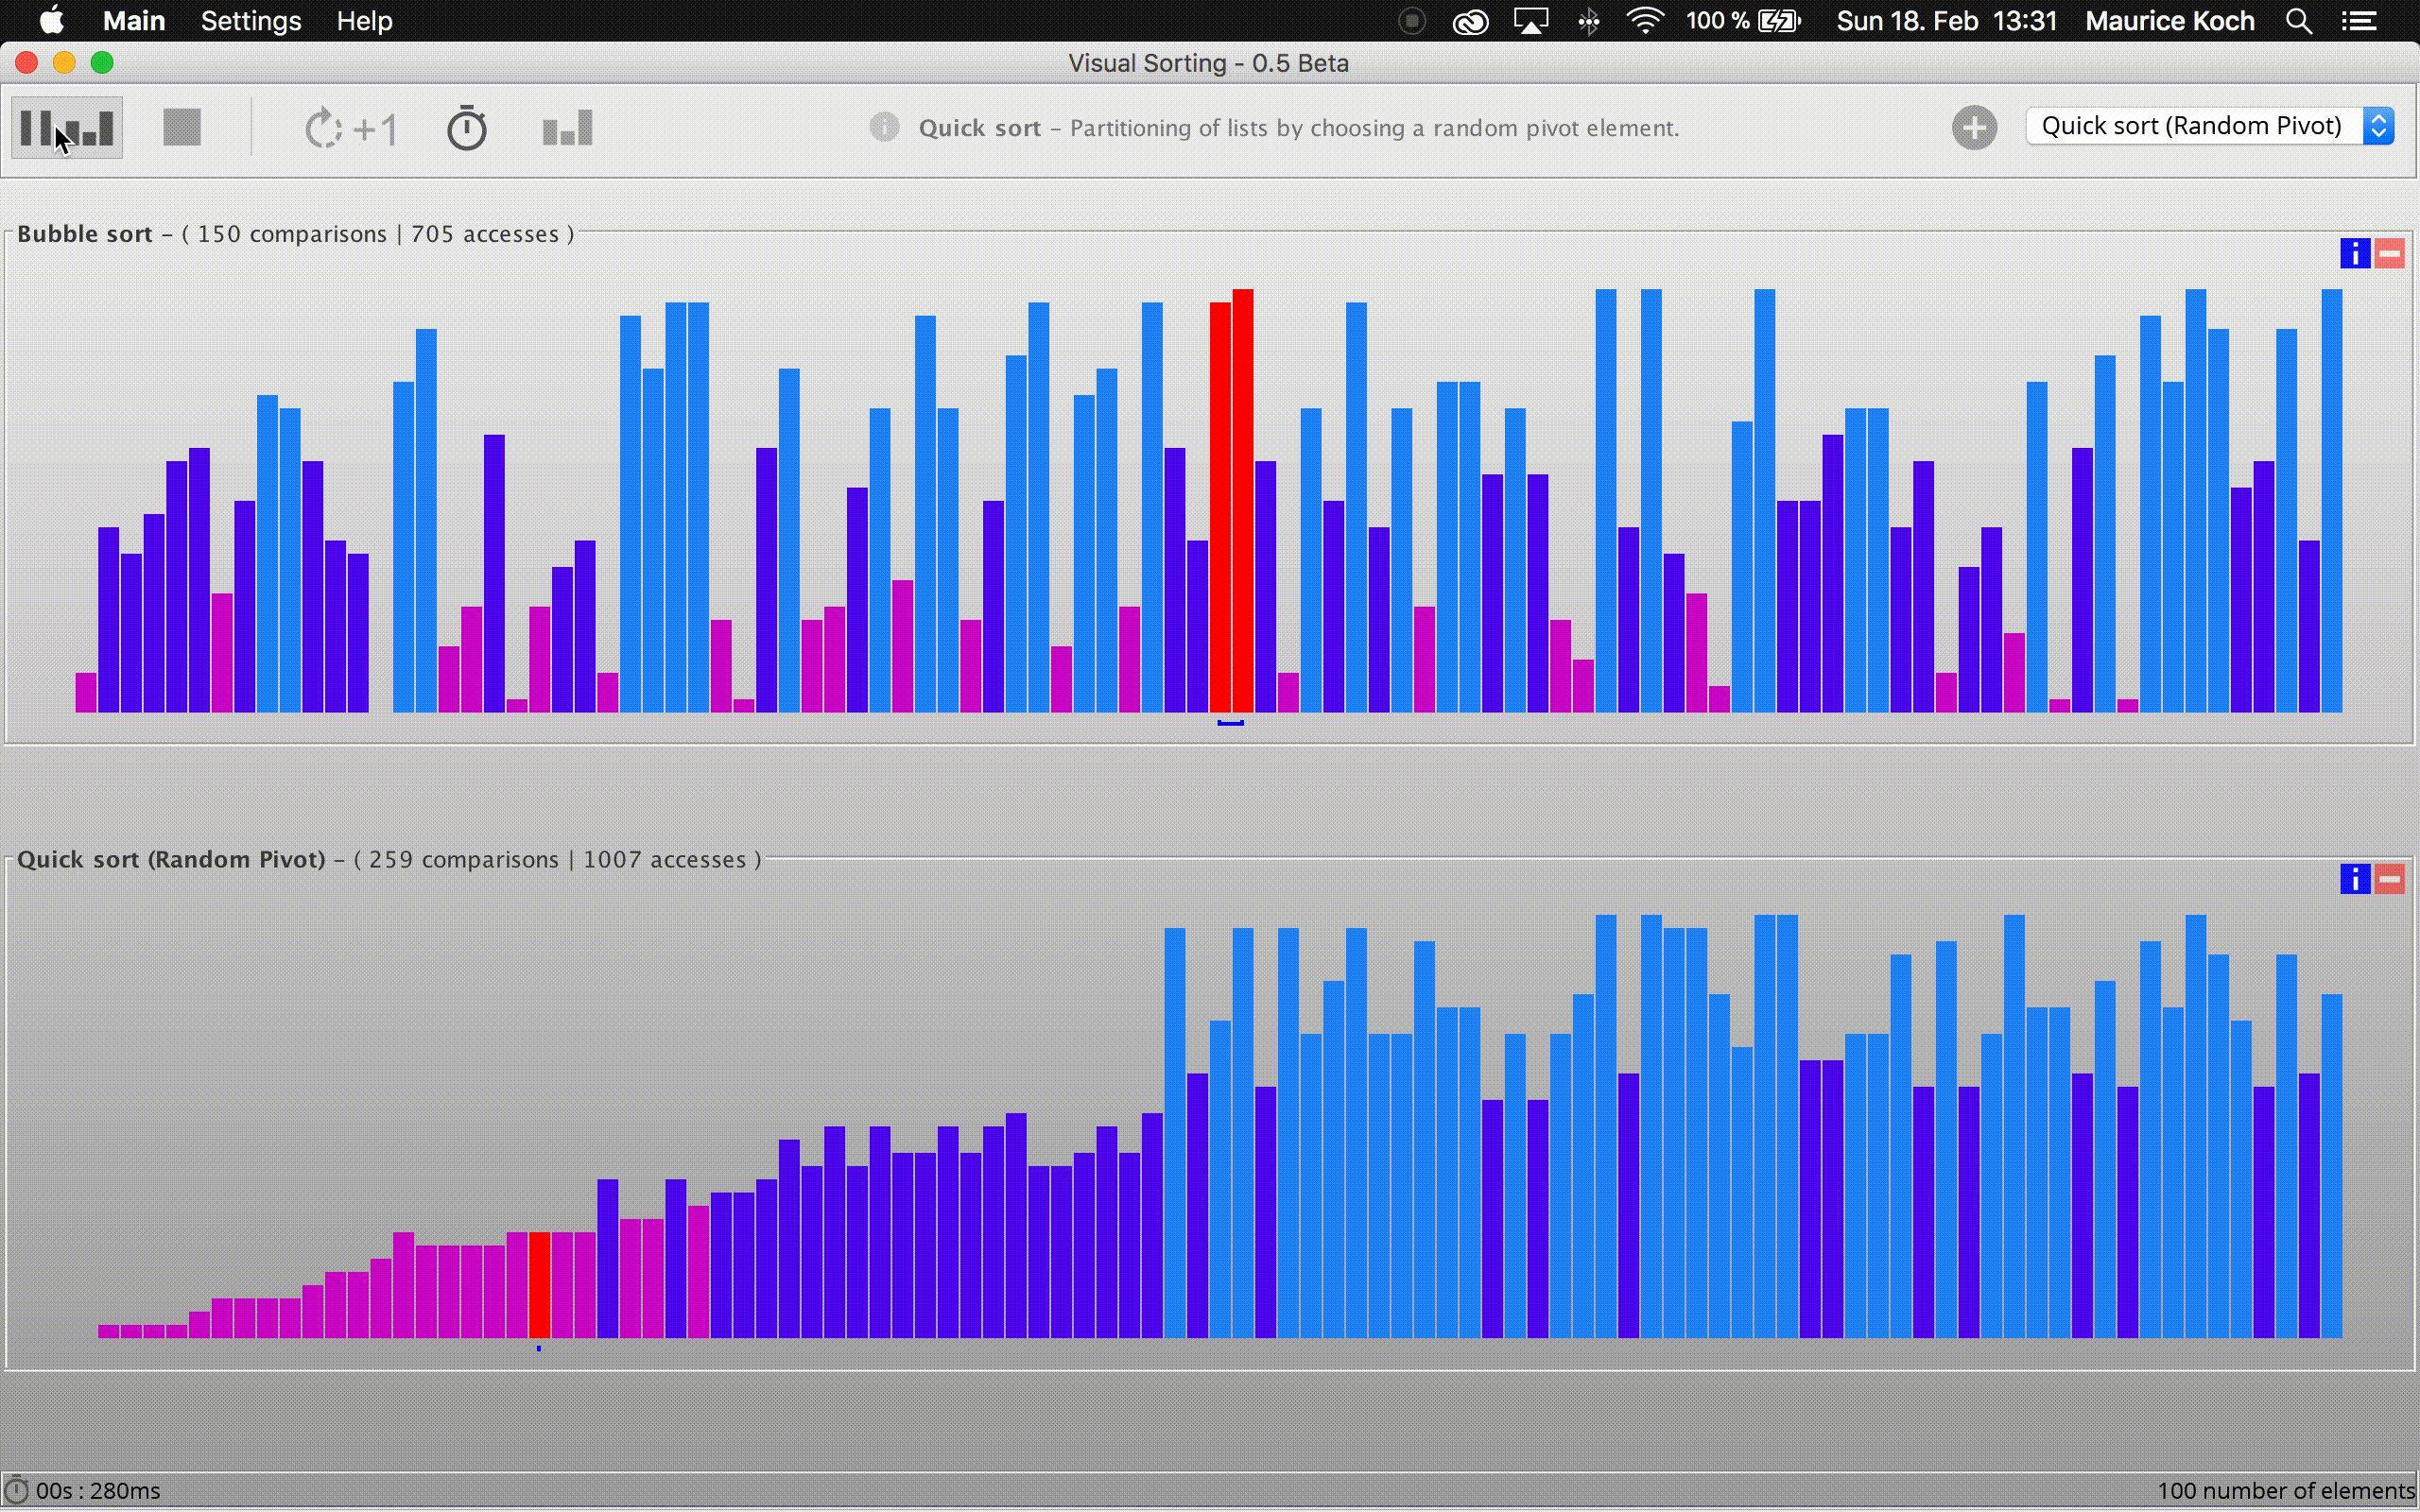 Main Settings Help 100 % Sun 18. Feb 13:31 Maurice Koch
Visual Sorting - 0.5 Beta
+1 Quick sort – Partitioning of lists by choosing a random pivot element. Quick sort (Random Pivot)
Bubble sort – ( 150 comparisons | 705 accesses )
i
Quick sort (Random Pivot) – ( 259 comparisons | 1007 accesses )
i
00s : 280ms 100 number of elements